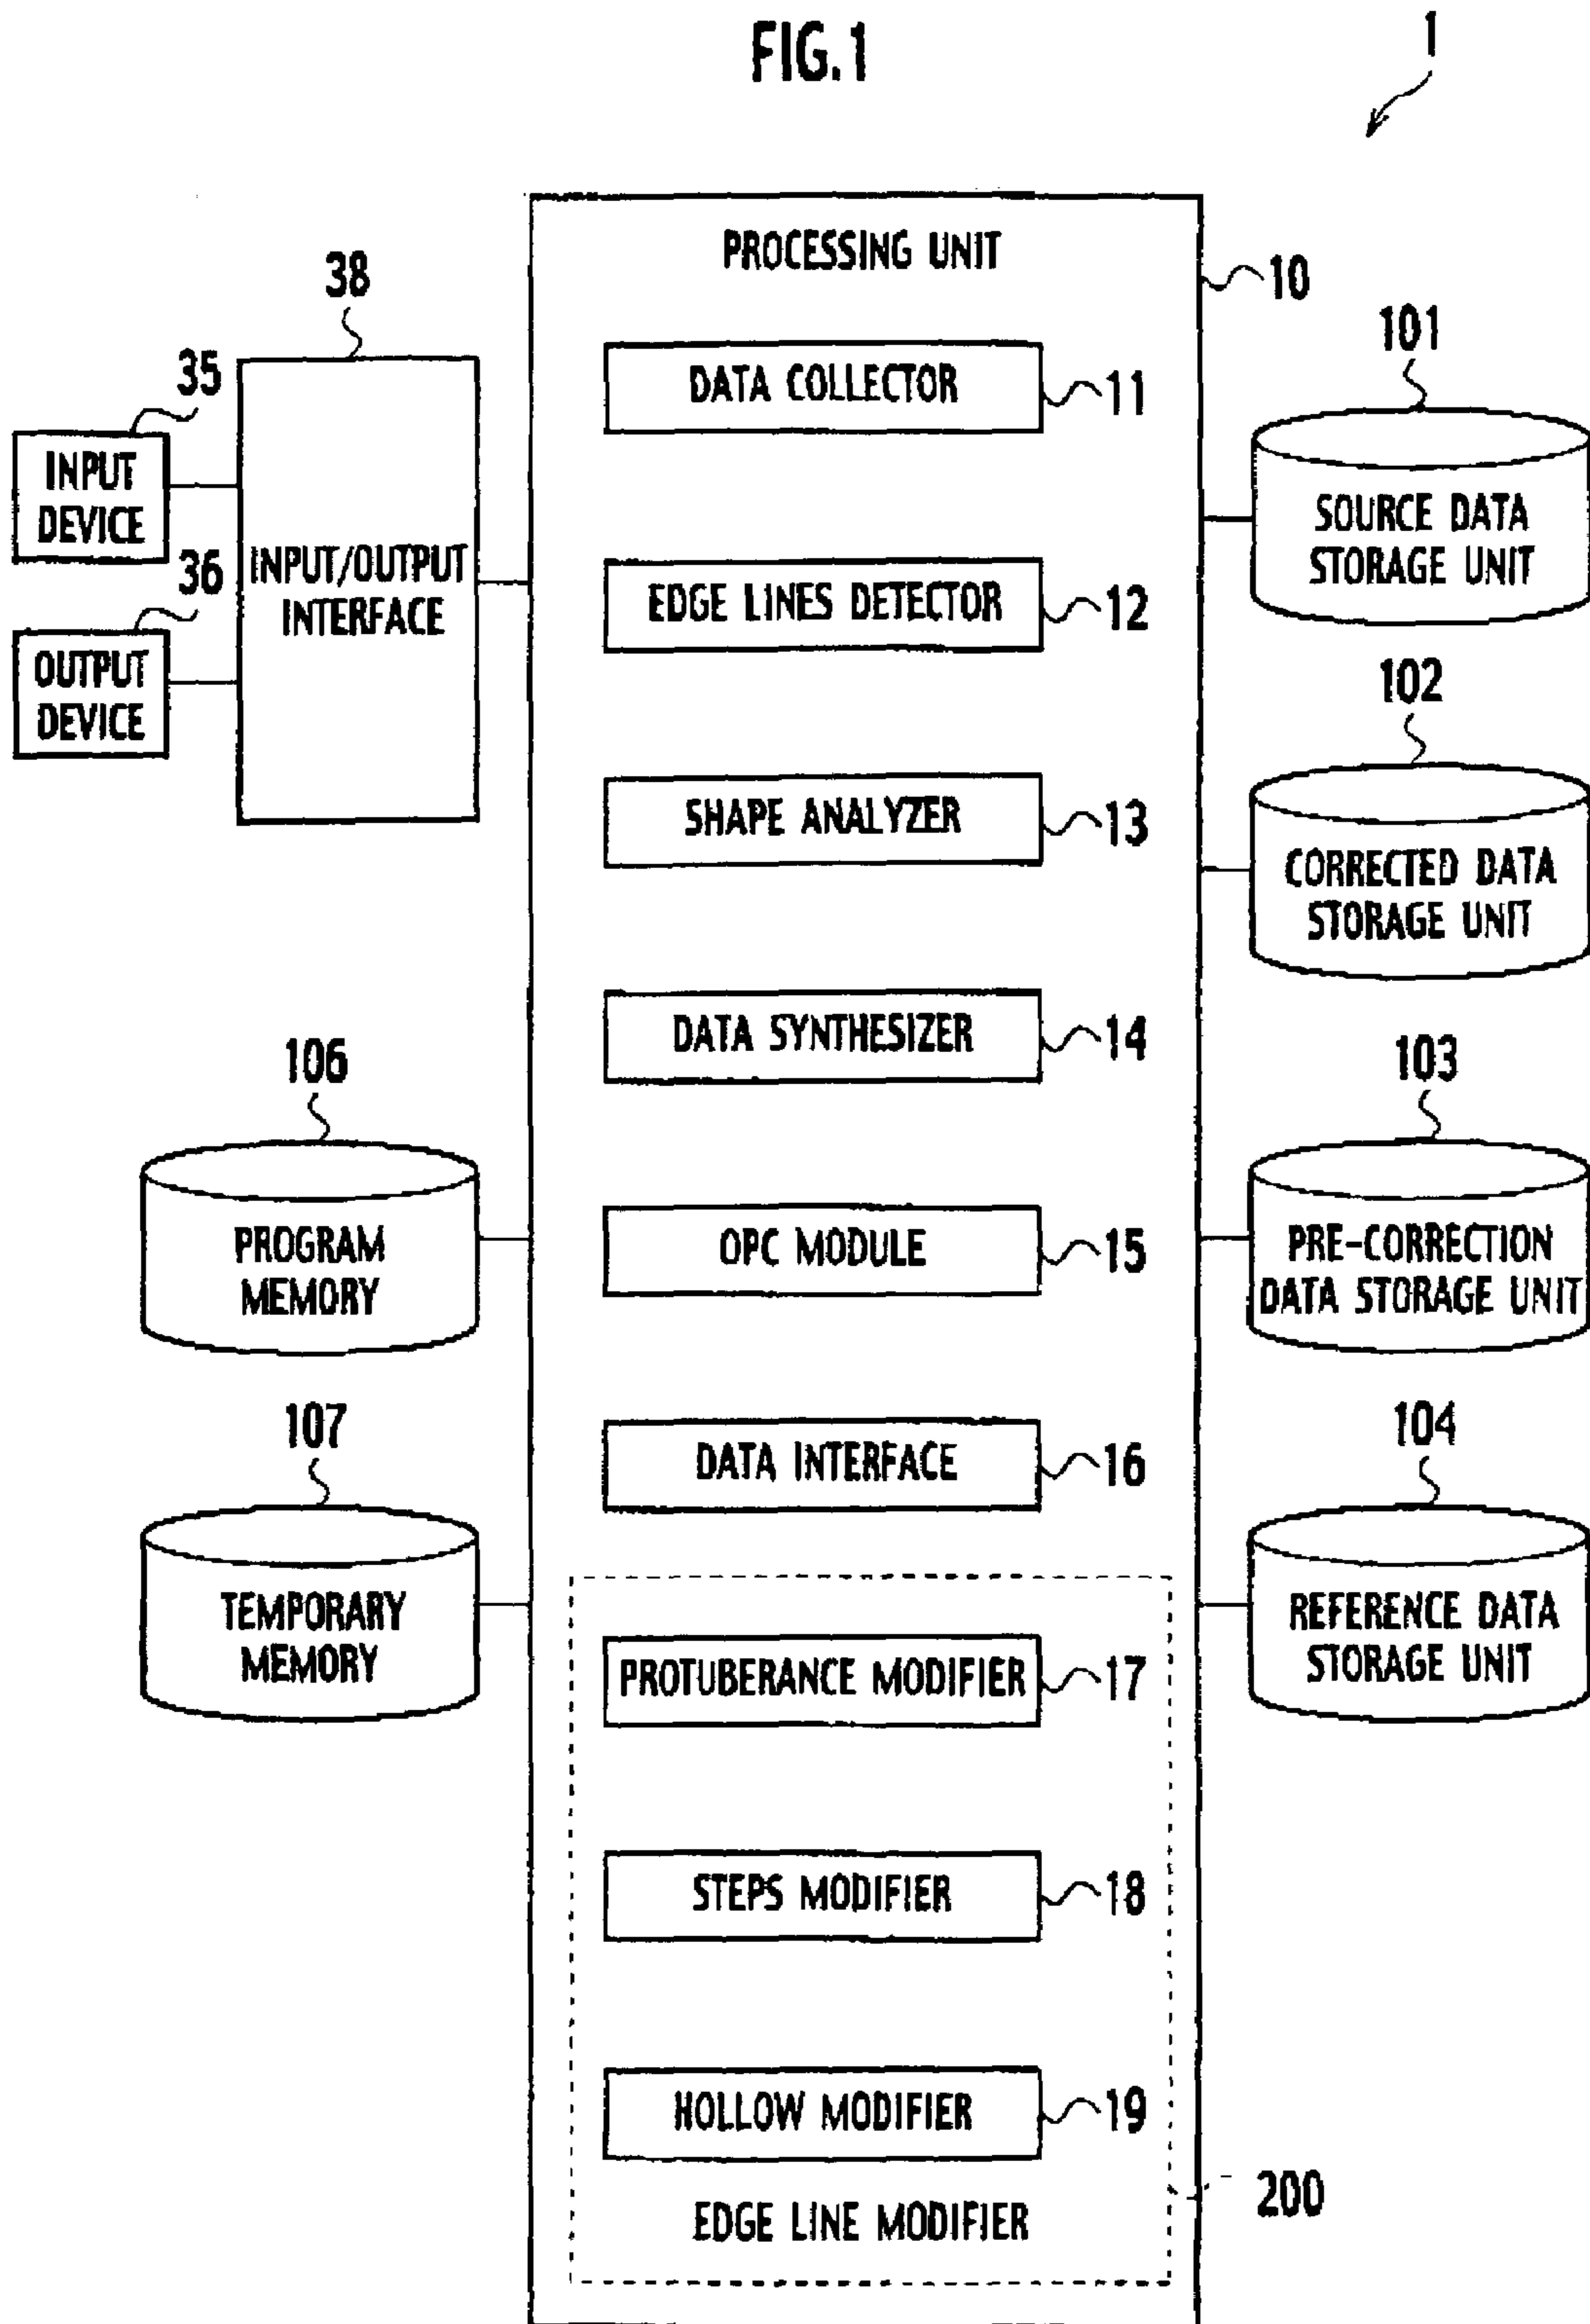 FIG.1
1
PROCESSING UNIT
10
38
35
INPUT
DEVICE
36
OUTPUT
DEVICE
INPUT/OUTPUT
INTERFACE
DATA COLLECTOR
11
EDGE LINES DETECTOR
12
SHAPE ANALYZER
13
DATA SYNTHESIZER
14
OPC MODULE
15
DATA INTERFACE
16
PROTUBERANCE MODIFIER
17
STEPS MODIFIER
18
HOLLOW MODIFIER
19
EDGE LINE MODIFIER
200
101
SOURCE DATA
STORAGE UNIT
102
CORRECTED DATA
STORAGE UNIT
103
PRE-CORRECTION
DATA STORAGE UNIT
104
REFERENCE DATA
STORAGE UNIT
106
PROGRAM
MEMORY
107
TEMPORARY
MEMORY